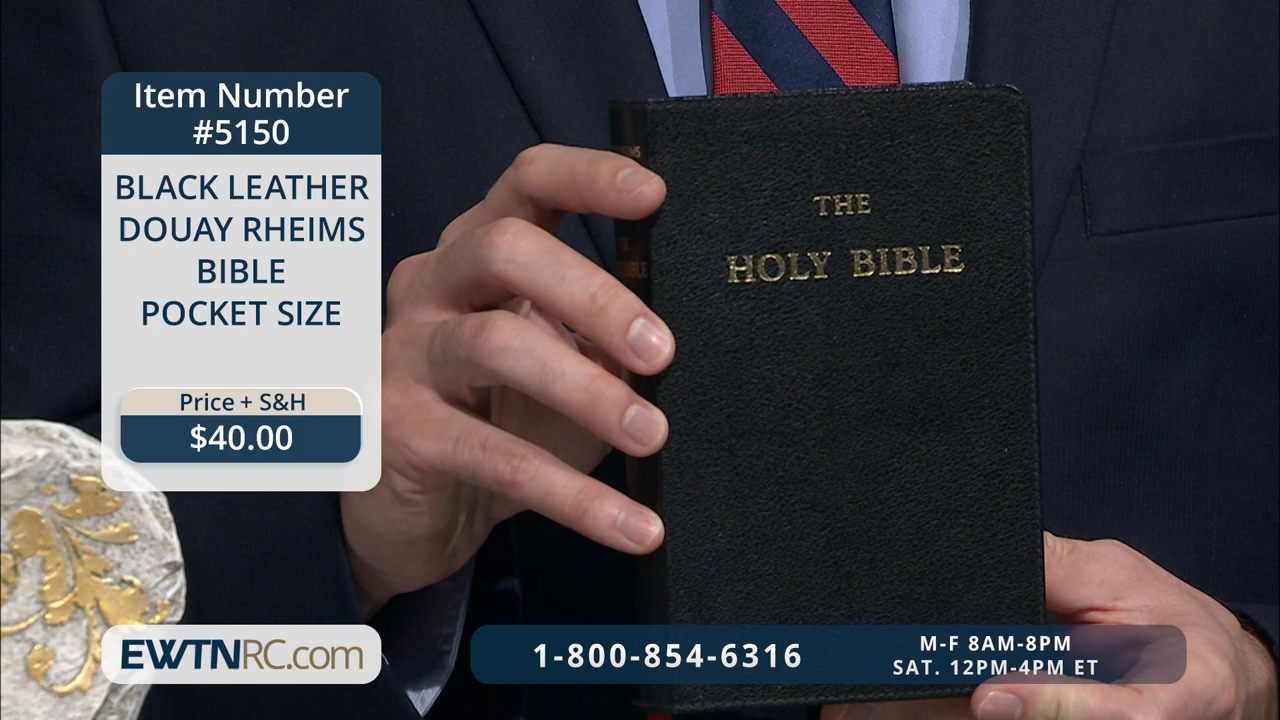 Item Number
#5150
BLACK LEATHER
DOUAY RHEIMS
BIBLE
POCKET SIZE
Price + S&H
$40.00
THE
HOLY BIBLE
EWTNRC.com
1-800-854-6316
M-F 8AM-8PM
SAT. 12PM-4PM ET